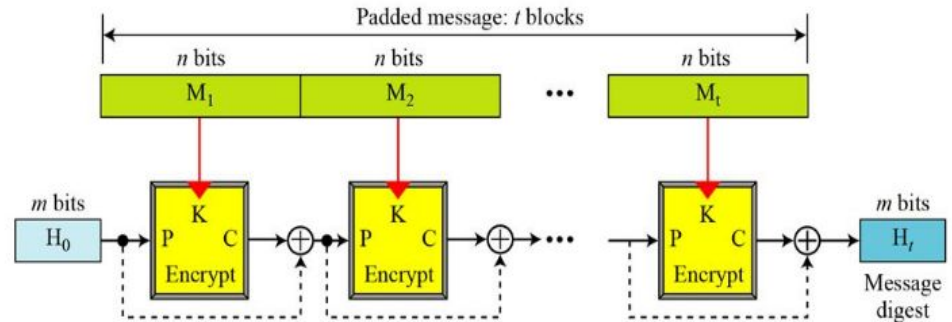 Padded message: t blocks
n bits n bits n bits
M₁ M₂ ••• Mₜ
m bits K K K m bits
H₀ P C P C ••• P C Hₜ
Encrypt Encrypt Encrypt Message
digest